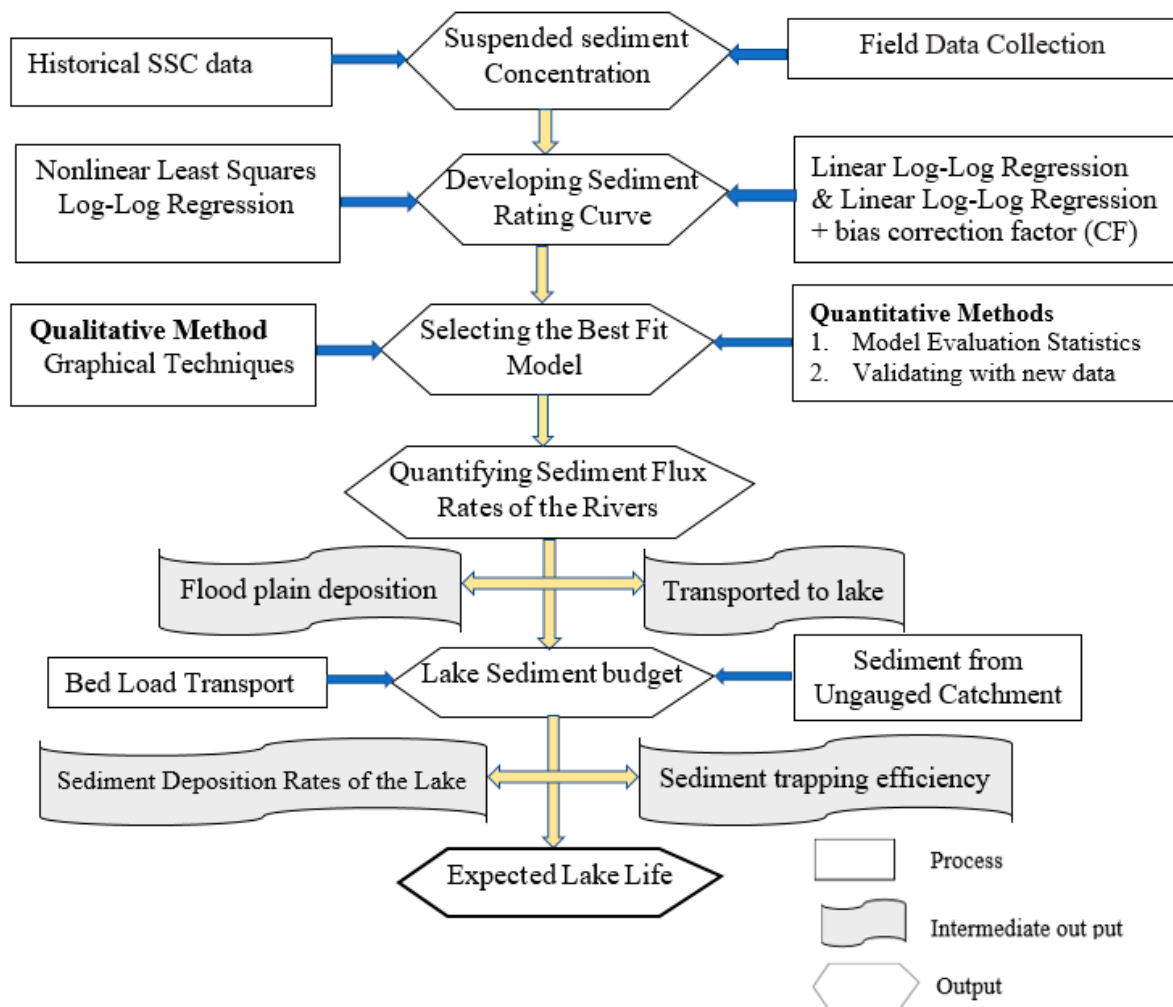 Suspended sediment
Concentration
Historical SSC data
Field Data Collection
Nonlinear Least Squares
Log-Log Regression
Developing Sediment
Rating Curve
Linear Log-Log Regression
& Linear Log-Log Regression
+ bias correction factor (CF)
Qualitative Method
Graphical Techniques
Selecting the Best Fit
Model
Quantitative Methods
1. Model Evaluation Statistics
2. Validating with new data
Quantifying Sediment Flux
Rates of the Rivers
Flood plain deposition
Transported to lake
Bed Load Transport
Lake Sediment budget
Sediment from
Ungauged Catchment
Sediment Deposition Rates of the Lake
Sediment trapping efficiency
Expected Lake Life
Process
Intermediate out put
Output